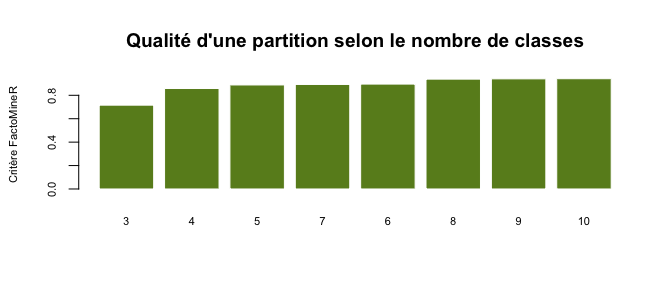 Qualité d'une partition selon le nombre de classes
Critère FactoMineR
0.8
0.4
0.0
3 4 5 7 6 8 9 10